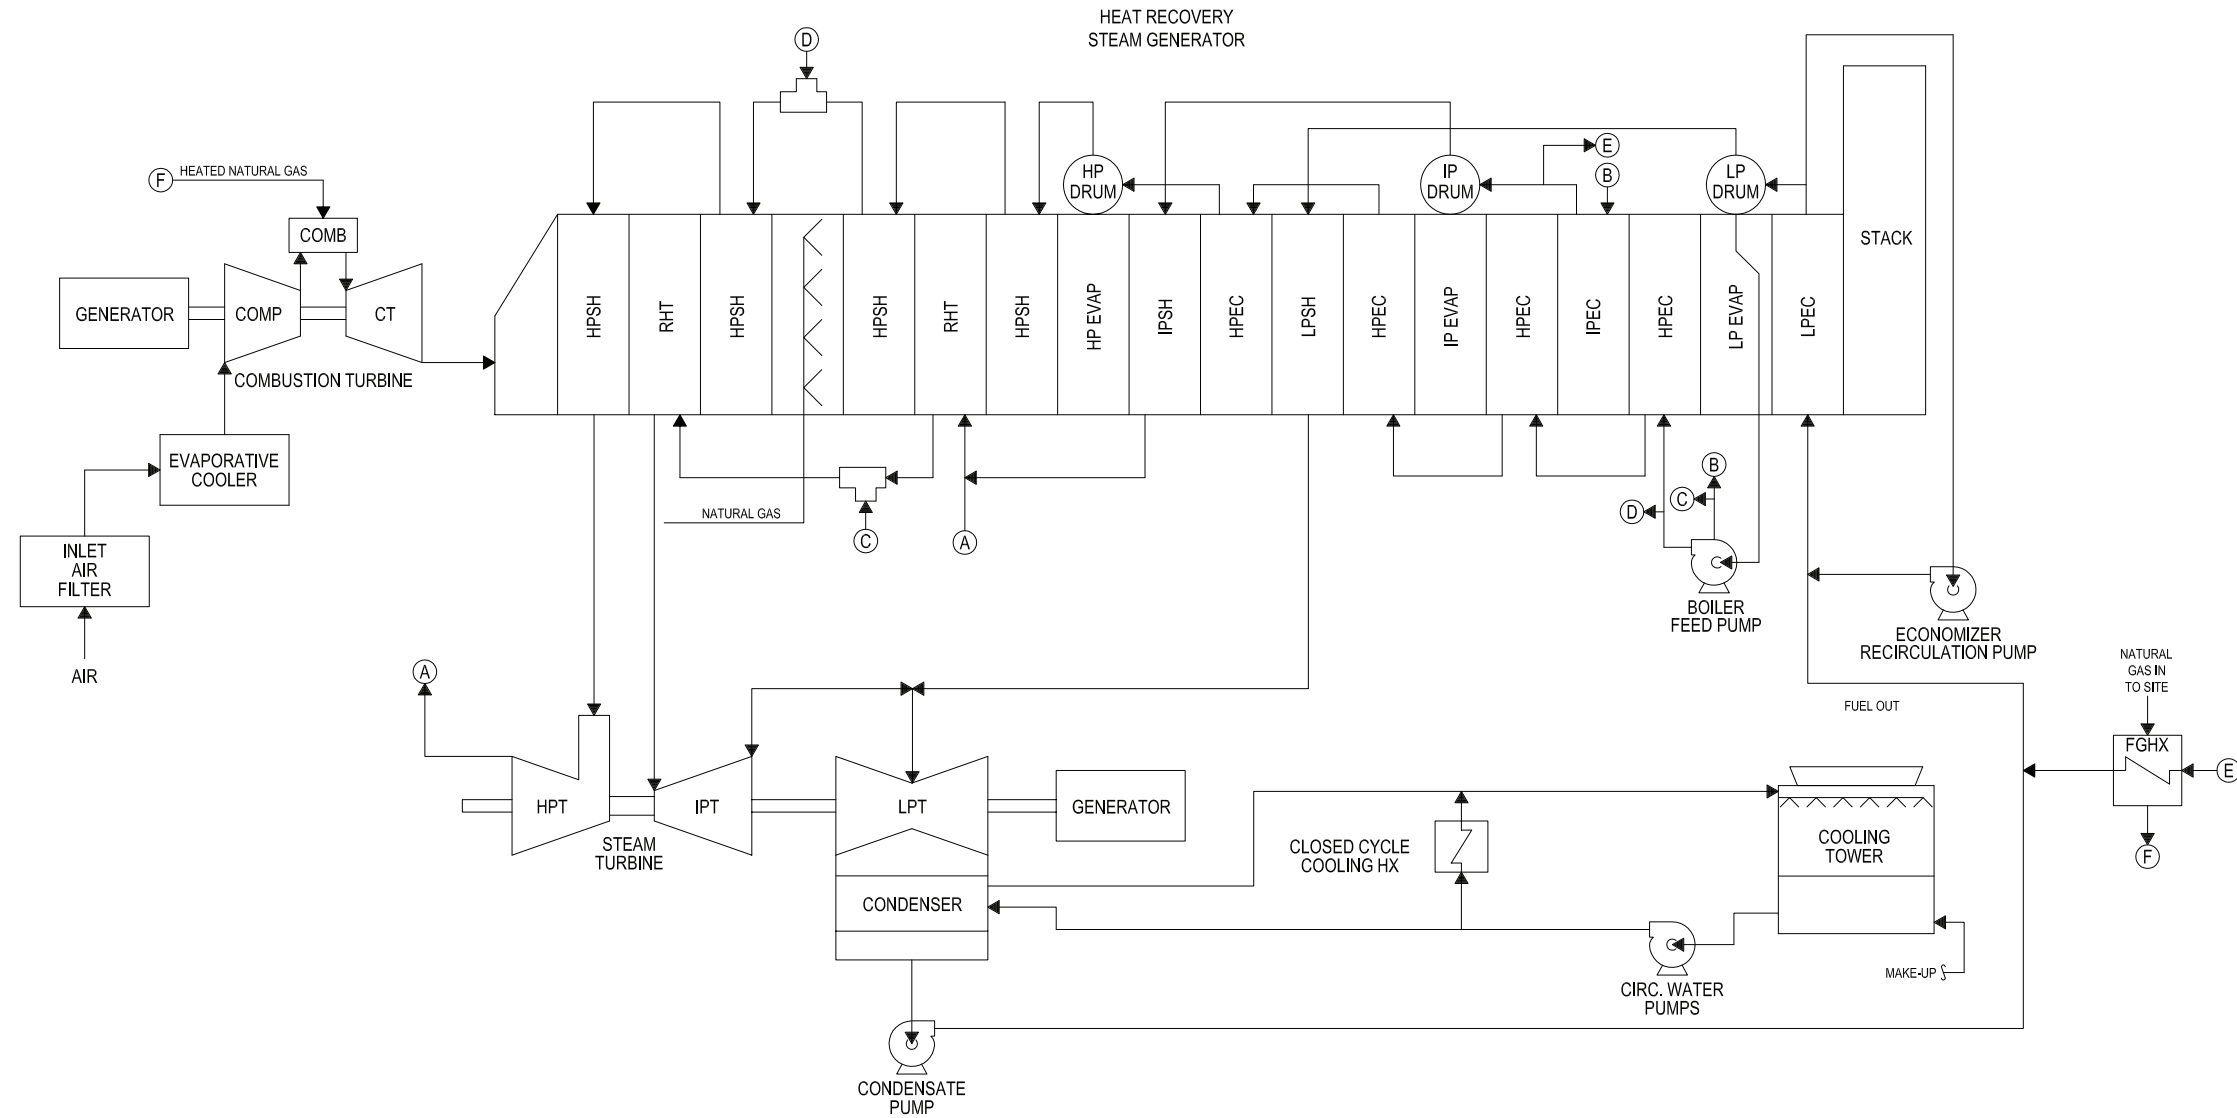 HEAT RECOVERY
STEAM GENERATOR
D
F
HEATED NATURAL GAS
COMB
GENERATOR
COMP
CT
COMBUSTION TURBINE
EVAPORATIVE
COOLER
INLET
AIR
FILTER
AIR
HP
DRUM
IP
DRUM
E
B
LP
DRUM
HPSH
RHT
HPSH
HPSH
RHT
HPSH
HP EVAP
IPSH
HPEC
LPSH
HPEC
IP EVAP
HPEC
IPEC
HPEC
LP EVAP
LPEC
STACK
NATURAL GAS
C
A
B
C
D
BOILER
FEED PUMP
ECONOMIZER
RECIRCULATION PUMP
A
HPT
IPT
LPT
GENERATOR
STEAM
TURBINE
CONDENSER
CONDENSATE
PUMP
CLOSED CYCLE
COOLING HX
CIRC. WATER
PUMPS
COOLING
TOWER
MAKE-UP
FUEL OUT
NATURAL
GAS IN
TO SITE
FGHX
E
F